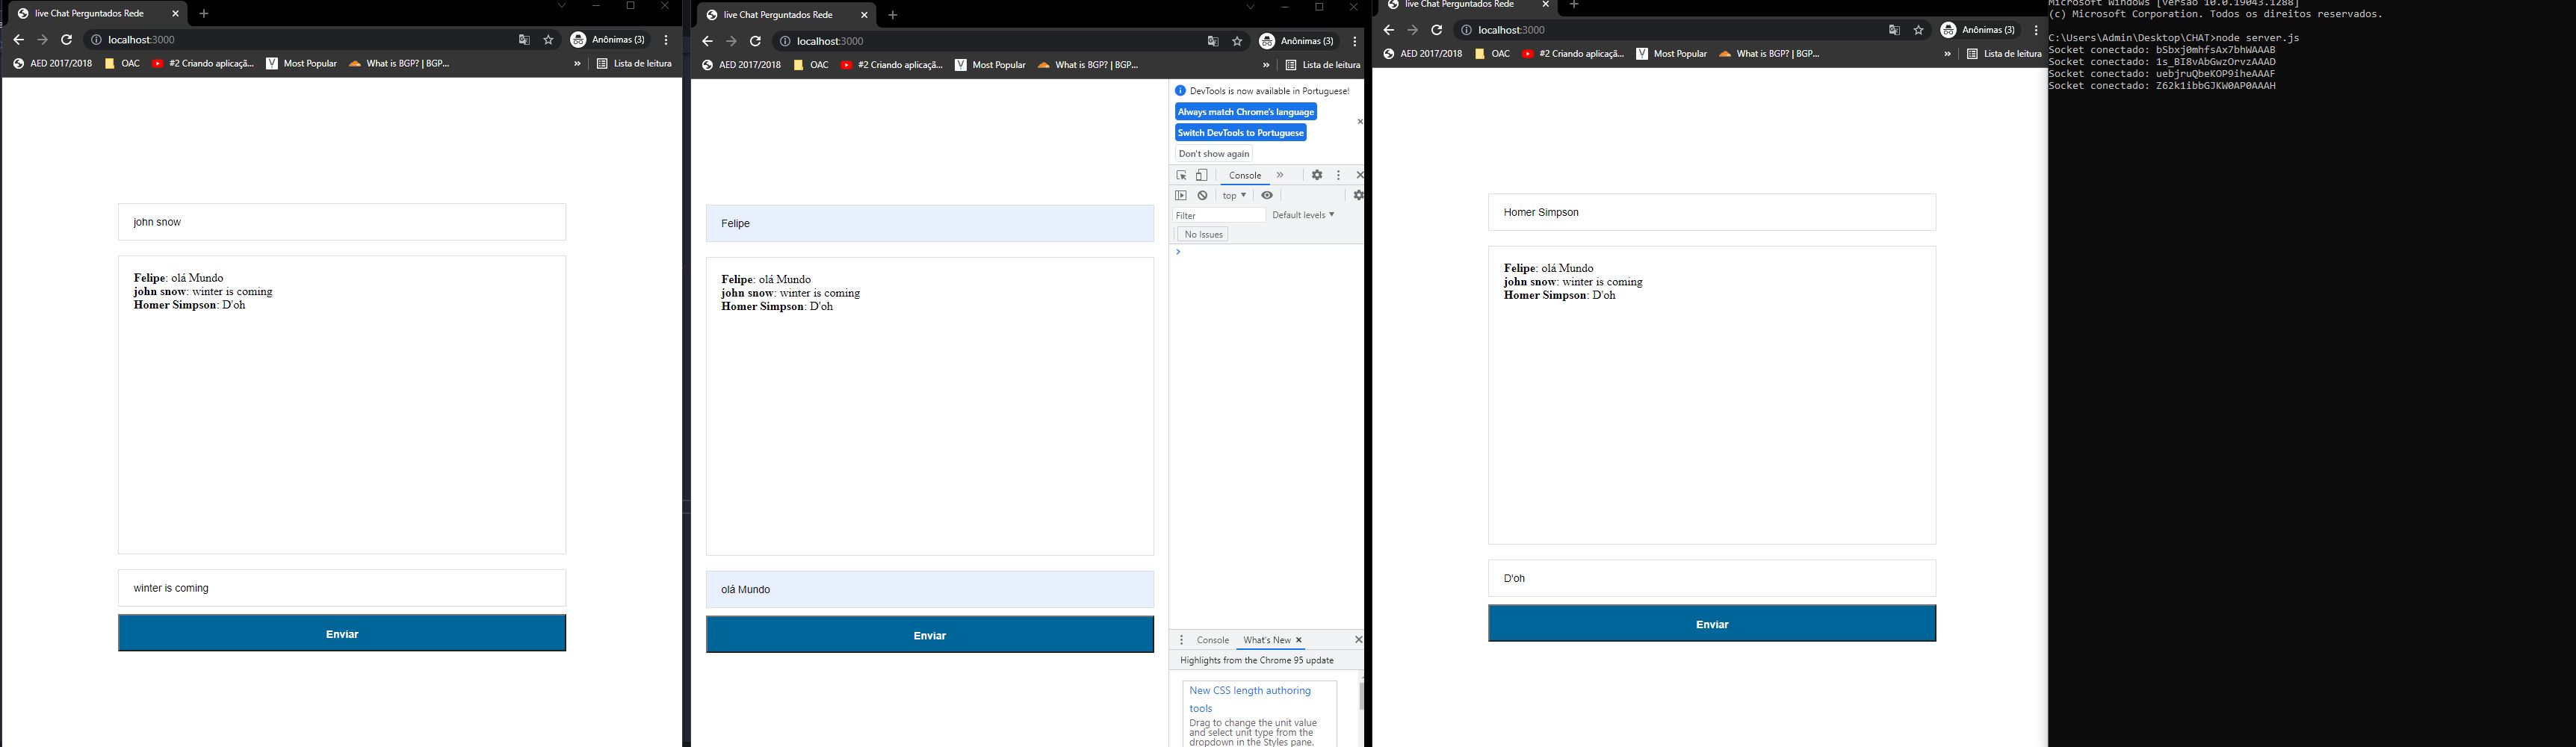 live Chat Perguntados Rede
localhost:3000
Anônimas (3)
AED 2017/2018
OAC
#2 Criando aplicaçã...
Most Popular
What is BGP? | BGP...
»
Lista de leitura
john snow
Felipe: olá Mundo
john snow: winter is coming
Homer Simpson: D'oh
winter is coming
Enviar
live Chat Perguntados Rede
localhost:3000
Anônimas (3)
AED 2017/2018
OAC
#2 Criando aplicaçã...
Most Popular
What is BGP? | BGP...
»
Lista de leitura
Felipe
Felipe: olá Mundo
john snow: winter is coming
Homer Simpson: D'oh
olá Mundo
Enviar
DevTools is now available in Portuguese!
Always match Chrome's language
Switch DevTools to Portuguese
Don't show again
Console
»
top
Filter
Default levels
No Issues
Console
What's New
Highlights from the Chrome 95 update
New CSS length authoring
tools
Drag to change the unit value
and select unit type from the
dropdown in the Styles pane.
live Chat Perguntados Rede
localhost:3000
Anônimas (3)
AED 2017/2018
OAC
#2 Criando aplicaçã...
Most Popular
What is BGP? | BGP...
»
Lista de leitura
Homer Simpson
Felipe: olá Mundo
john snow: winter is coming
Homer Simpson: D'oh
D'oh
Enviar
Microsoft Windows [versão 10.0.19043.1288]
(c) Microsoft Corporation. Todos os direitos reservados.
C:\Users\Admin\Desktop\CHAT>node server.js
Socket conectado: bSbxj0mhfsAx7bhWAAAB
Socket conectado: 1s_BI8vAbGwzOrvzAAAD
Socket conectado: uebjruQbeKOP9iheAAAF
Socket conectado: Z62k1ibbGJKW0AP0AAAH